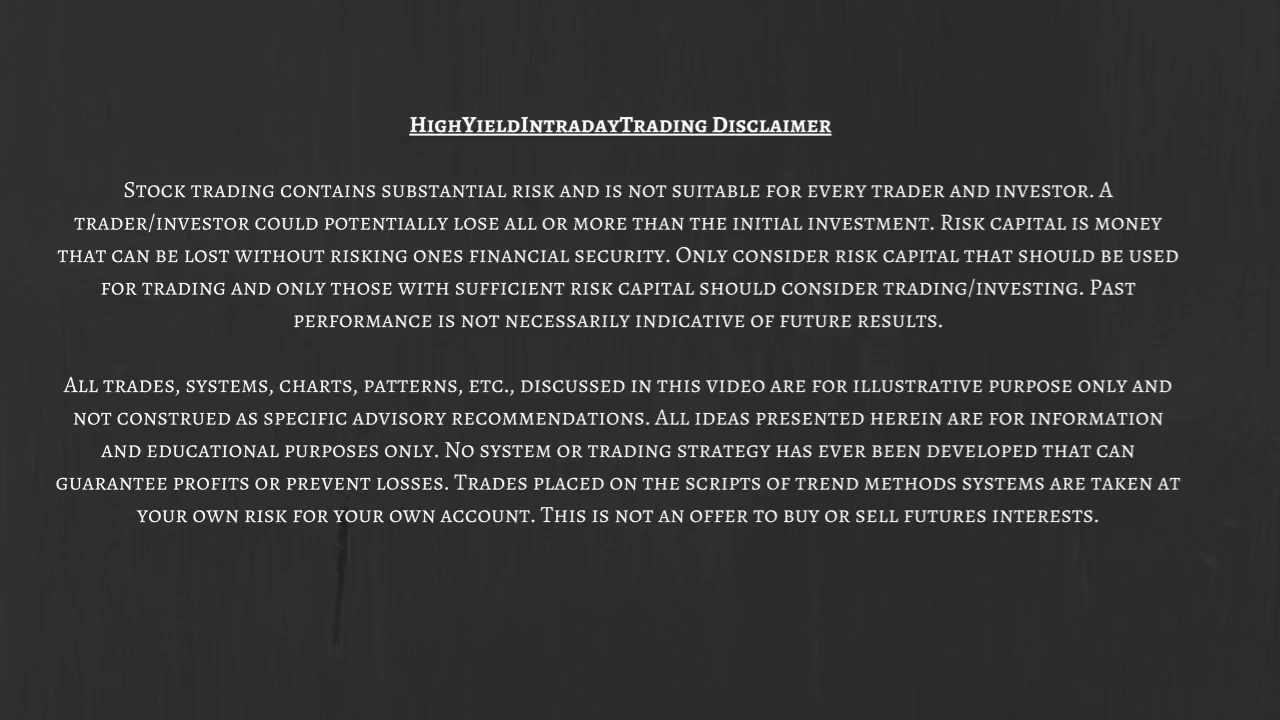 HighYieldIntradayTrading Disclaimer
Stock trading contains substantial risk and is not suitable for every trader and investor. A
trader/investor could potentially lose all or more than the initial investment. Risk capital is money
that can be lost without risking ones financial security. Only consider risk capital that should be used
for trading and only those with sufficient risk capital should consider trading/investing. Past
performance is not necessarily indicative of future results.
All trades, systems, charts, patterns, etc., discussed in this video are for illustrative purpose only and
not construed as specific advisory recommendations. All ideas presented herein are for information
and educational purposes only. No system or trading strategy has ever been developed that can
guarantee profits or prevent losses. Trades placed on the scripts of trend methods systems are taken at
your own risk for your own account. This is not an offer to buy or sell futures interests.